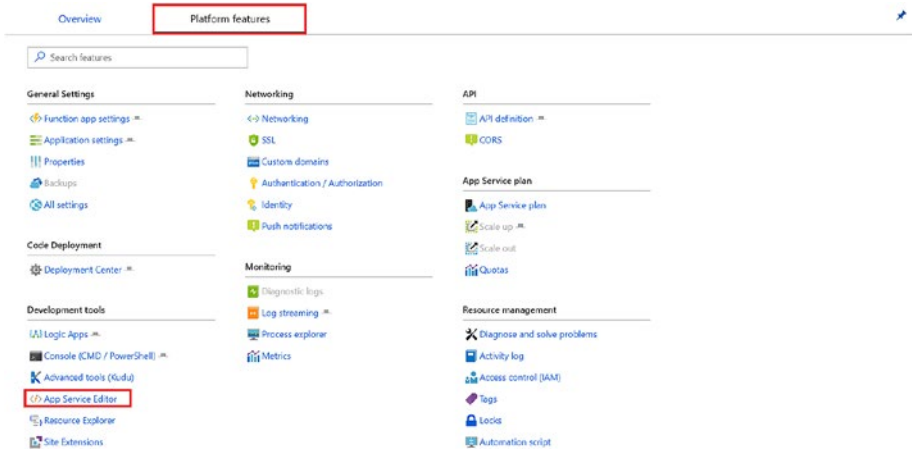 Overview
Platform features
Search features
General Settings
Function app settings
Application settings
Properties
Backups
All settings
Code Deployment
Deployment Center
Development tools
Logic Apps
Console (CMD / PowerShell)
Advanced tools (Kudu)
App Service Editor
Resource Explorer
Site Extensions
Networking
Networking
SSL
Custom domains
Authentication / Authorization
Identity
Push notifications
Monitoring
Diagnostic logs
Log streaming
Process explorer
Metrics
API
API definition
CORS
App Service plan
App Service plan
Scale up
Scale out
Quotas
Resource management
Diagnose and solve problems
Activity log
Access control (IAM)
Tags
Locks
Automation script